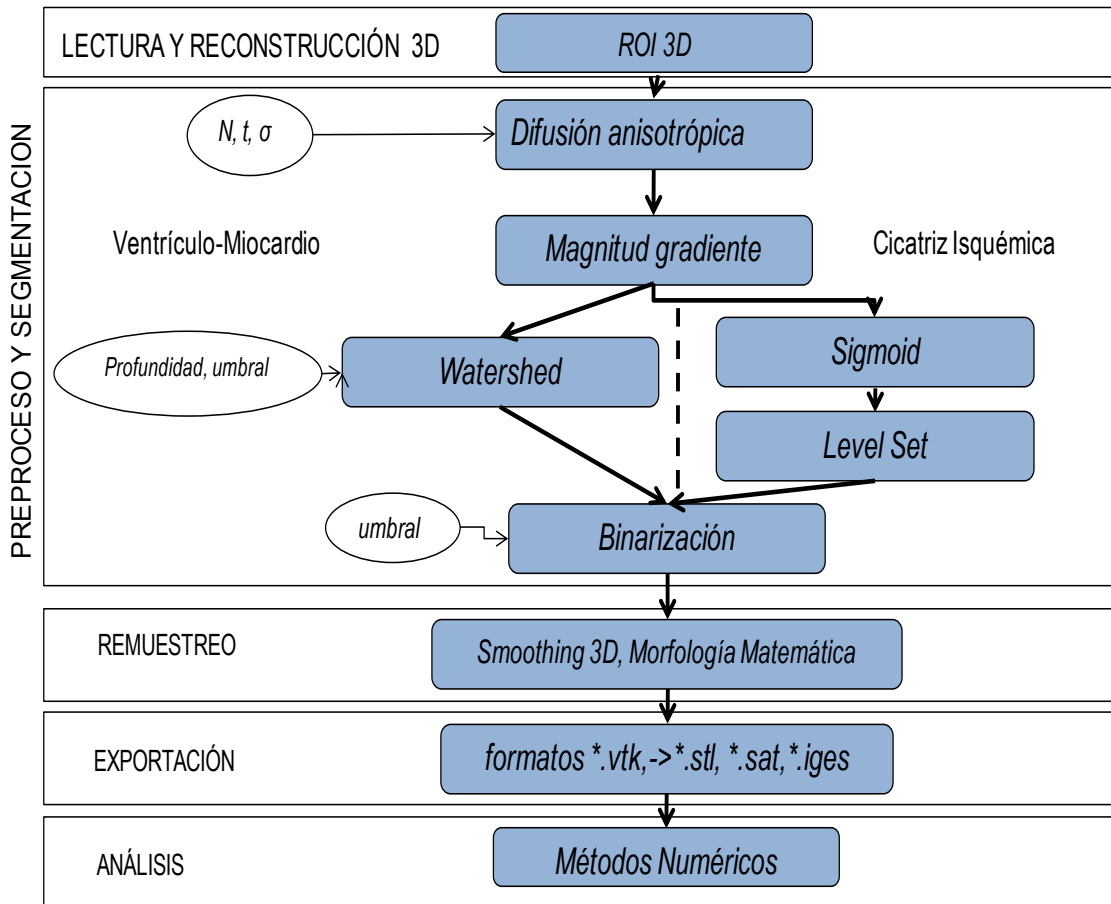 LECTURA Y RECONSTRUCCIÓN 3D
ROI 3D
PREPROCESO Y SEGMENTACION
N, t, σ
Difusión anisotrópica
Ventrículo-Miocardio
Magnitud gradiente
Cicatriz Isquémica
Profundidad, umbral
Watershed
Sigmoid
Level Set
umbral
Binarización
REMUESTREO
Smoothing 3D, Morfología Matemática
EXPORTACIÓN
formatos *.vtk,->*.stl, *.sat,*.iges
ANÁLISIS
Métodos Numéricos